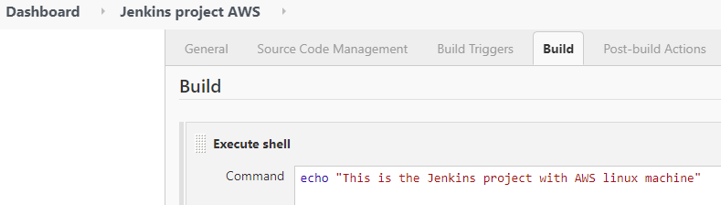 Dashboard Jenkins project AWS
General Source Code Management Build Triggers Build Post-build Actions
Build
Execute shell
Command echo "This is the Jenkins project with AWS linux machine"